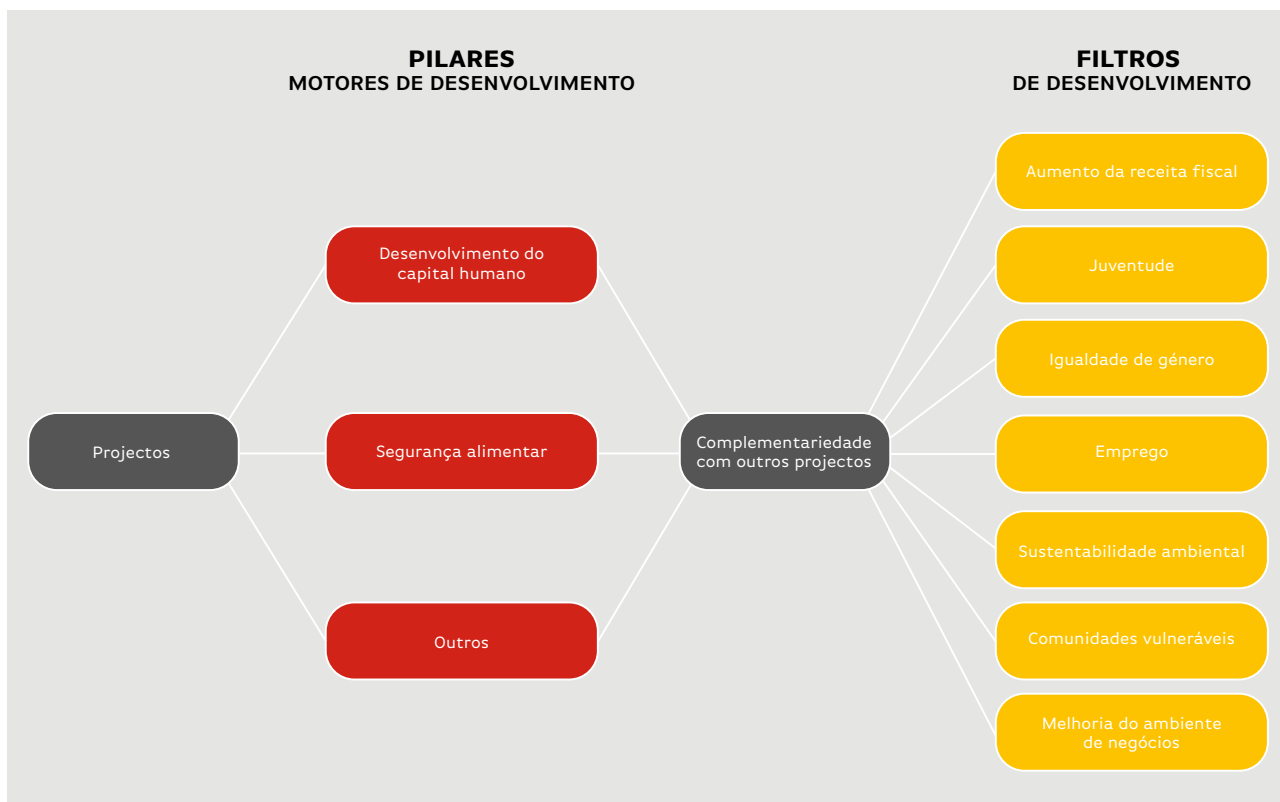 PILARES
MOTORES DE DESENVOLVIMENTO
FILTROS
DE DESENVOLVIMENTO
Projectos
Desenvolvimento do
capital humano
Segurança alimentar
Outros
Complementariedade
com outros projectos
Aumento da receita fiscal
Juventude
Igualdade de género
Emprego
Sustentabilidade ambiental
Comunidades vulneráveis
Melhoria do ambiente
de negócios